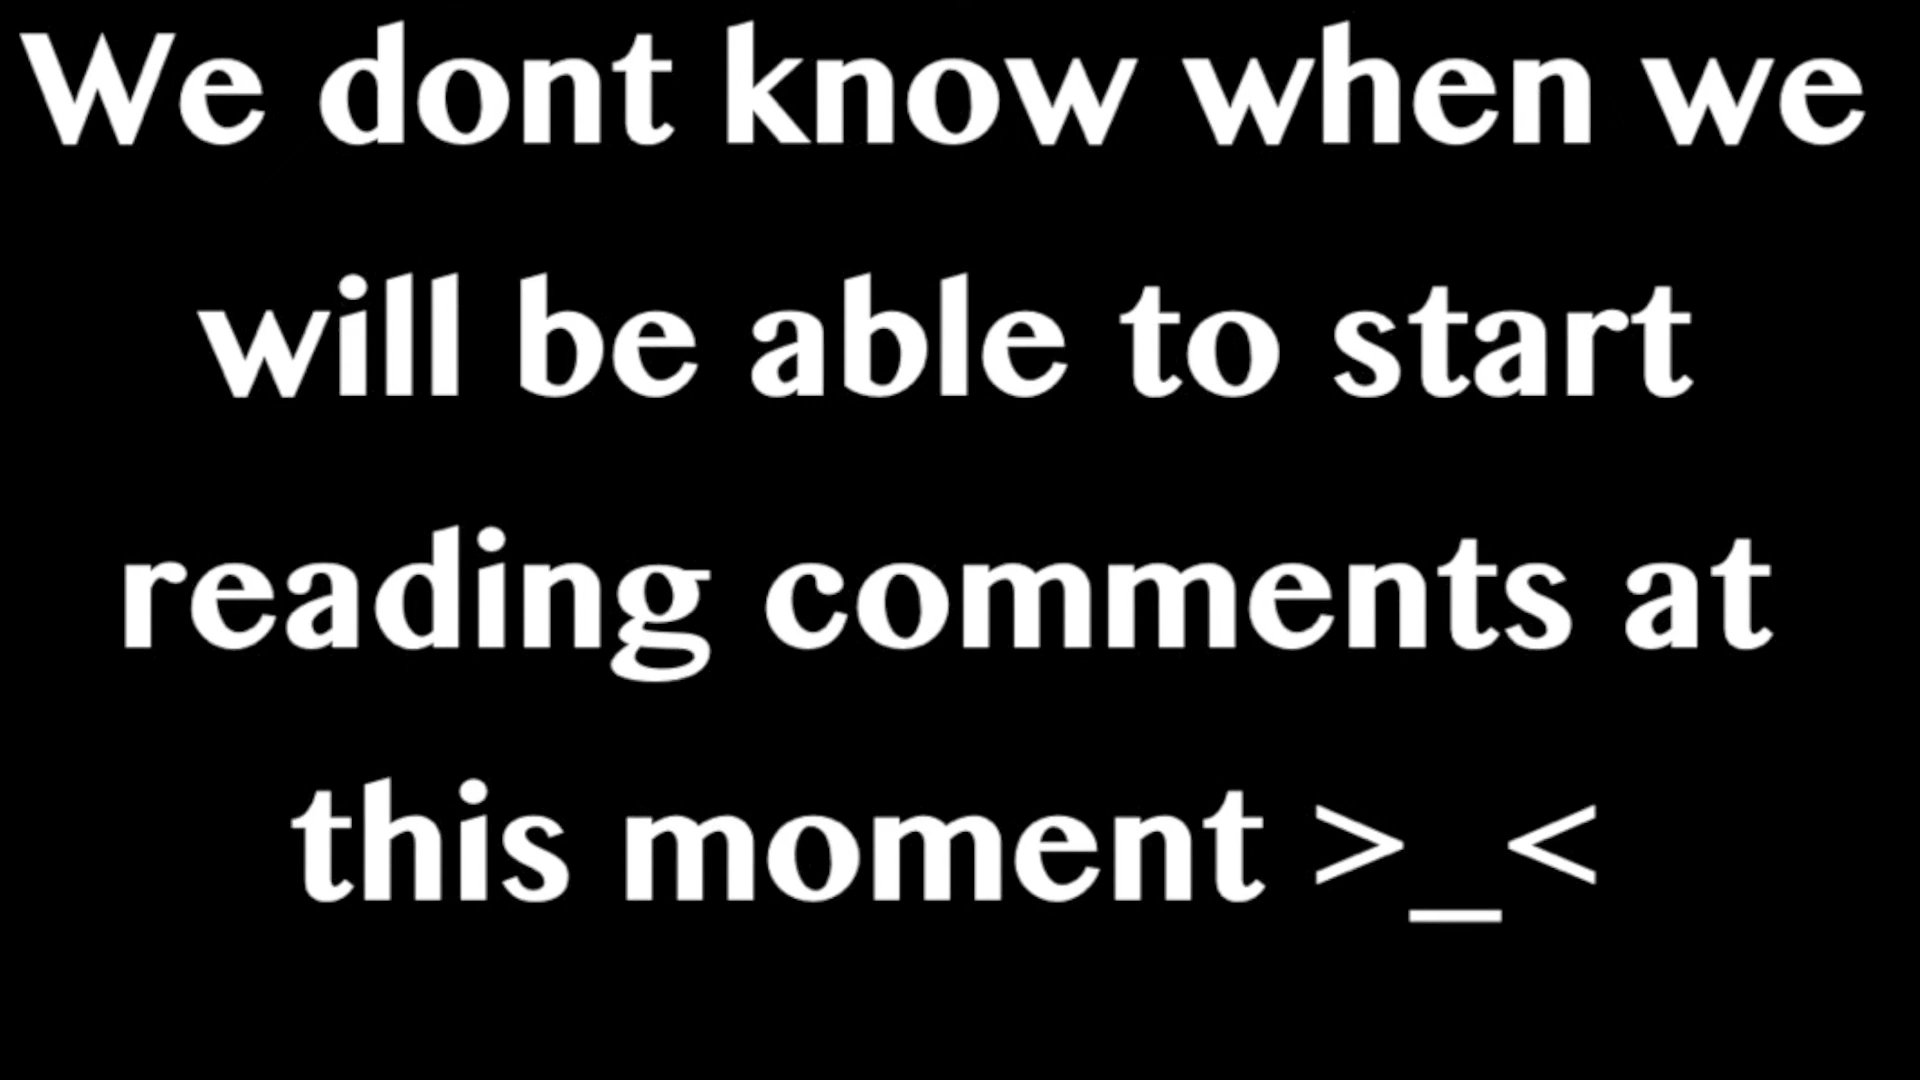 We dont know when we
will be able to start
reading comments at
this moment >_<